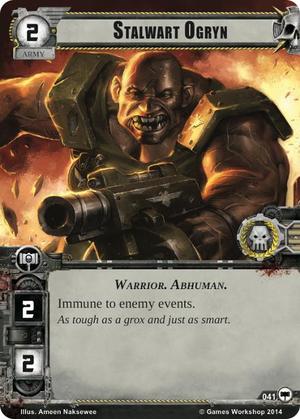 2
STALWART OGRYN
ARMY
WARRIOR. ABHUMAN.
Immune to enemy events.
As tough as a grox and just as smart.
2
2
041
Illus. Ameen Naksewee
© Games Workshop 2014